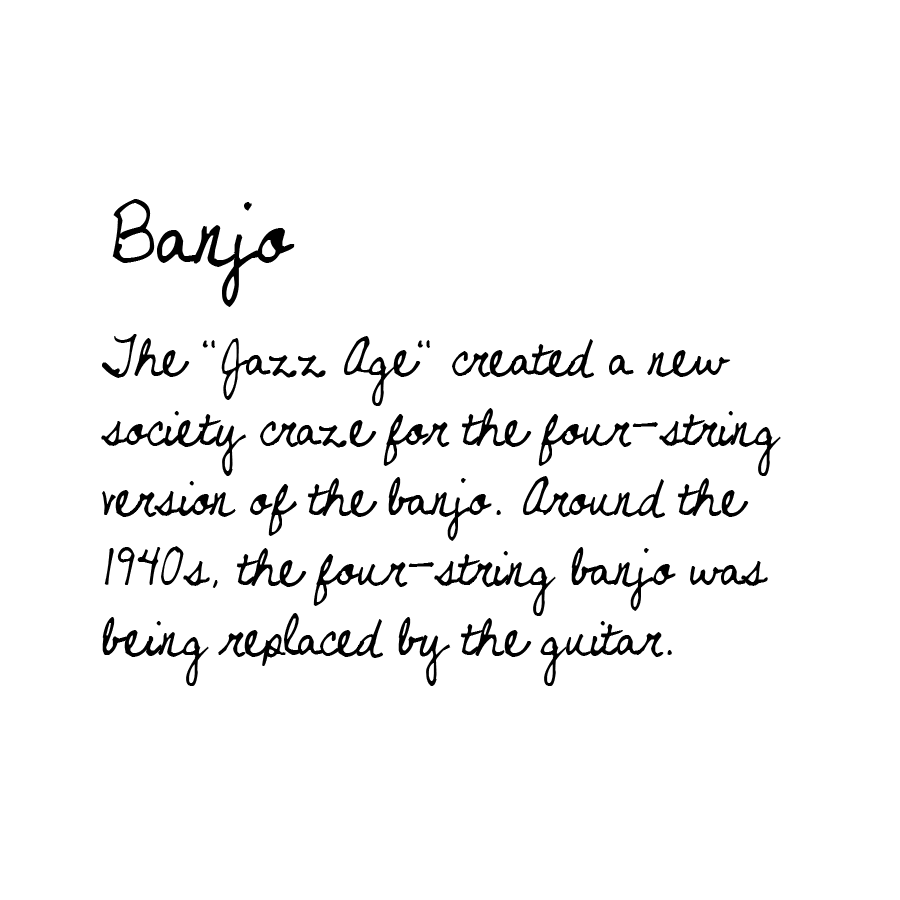 Banjo
The "Jazz Age" created a new
society craze for the four-string
version of the banjo. Around the
1940s, the four-string banjo was
being replaced by the guitar.